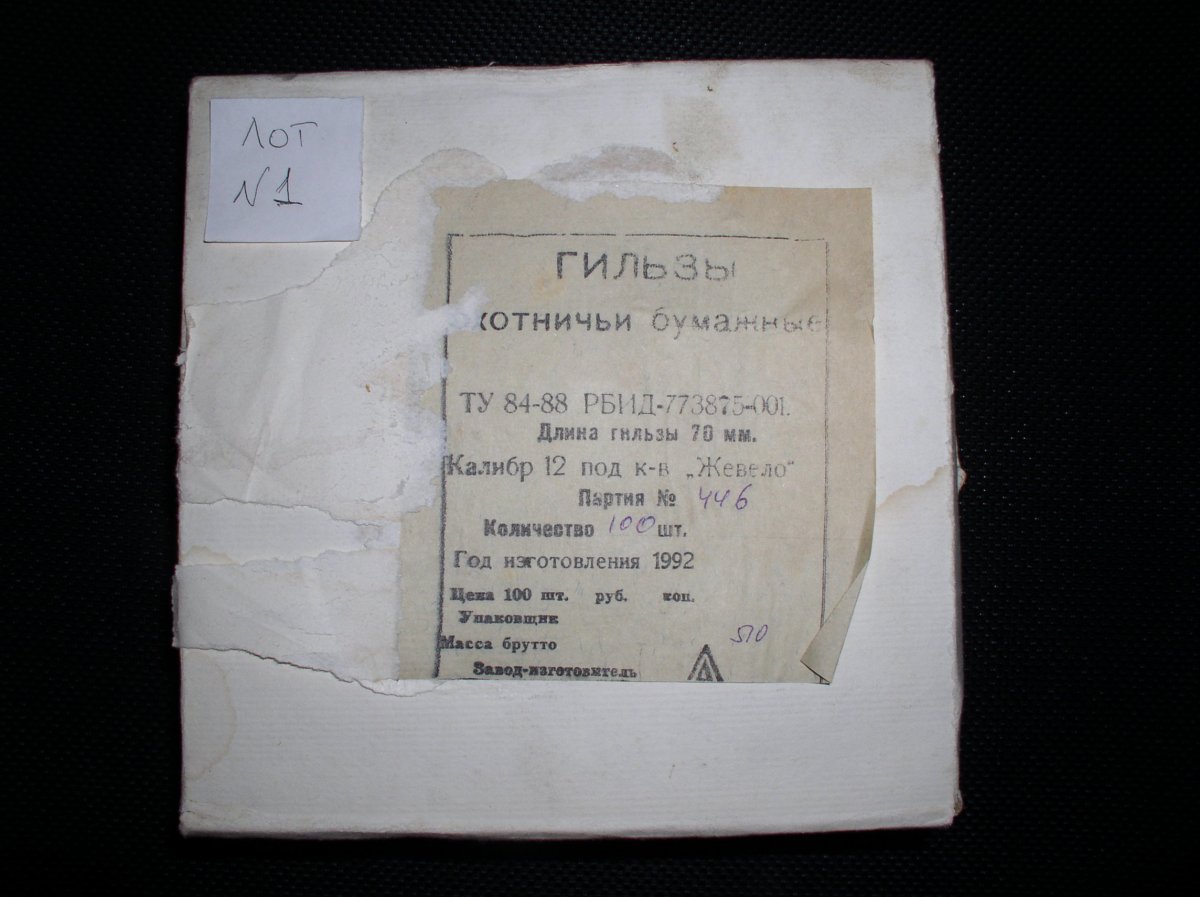 ЛОТ
N1
ГИЛЬЗЫ
хотничьи бумажные
ТУ 84-88 РБИД-773875-001.
Длина гильзы 70 мм.
Калибр 12 под к-в „Жевело"
Партия № 446
Количество 100 шт.
Год изготовления 1992
Цена 100 шт. руб. коп.
Упаковщик
Масса брутто
510
Завод-изготовитель